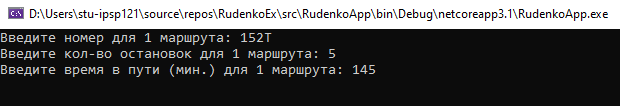 D:\Users\stu-ipsp121\source\repos\RudenkoEx\src\RudenkoApp\bin\Debug\netcoreapp3.1\RudenkoApp.exe
Введите номер для 1 маршрута: 152Т
Введите кол-во остановок для 1 маршрута: 5
Введите время в пути (мин.) для 1 маршрута: 145